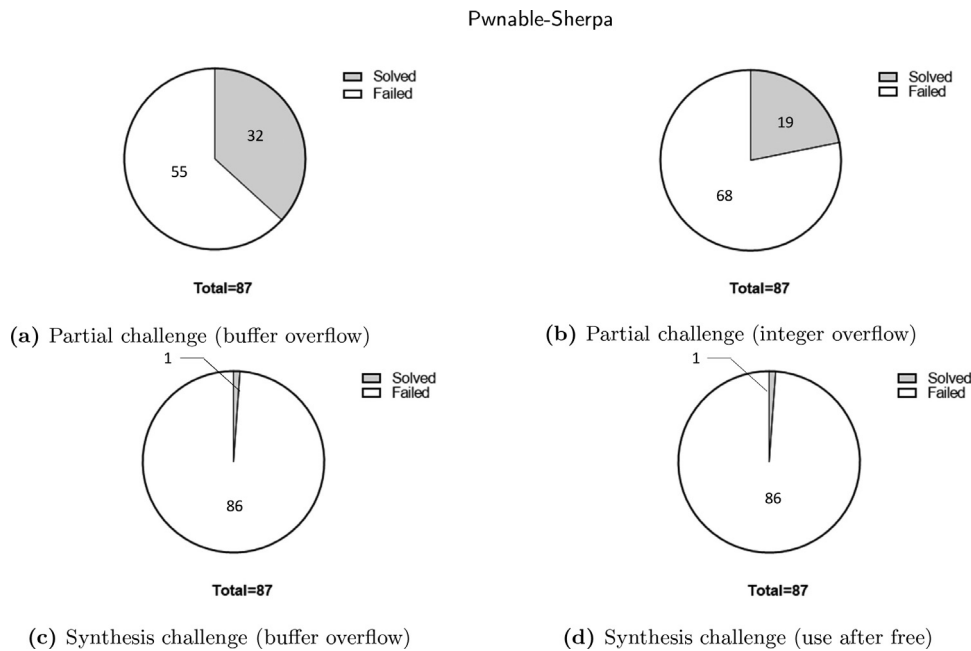 Pwnable-Sherpa
Solved
Failed
32
55
Total=87
(a) Partial challenge (buffer overflow)
Solved
Failed
19
68
Total=87
(b) Partial challenge (integer overflow)
1
Solved
Failed
86
Total=87
(c) Synthesis challenge (buffer overflow)
1
Solved
Failed
86
Total=87
(d) Synthesis challenge (use after free)